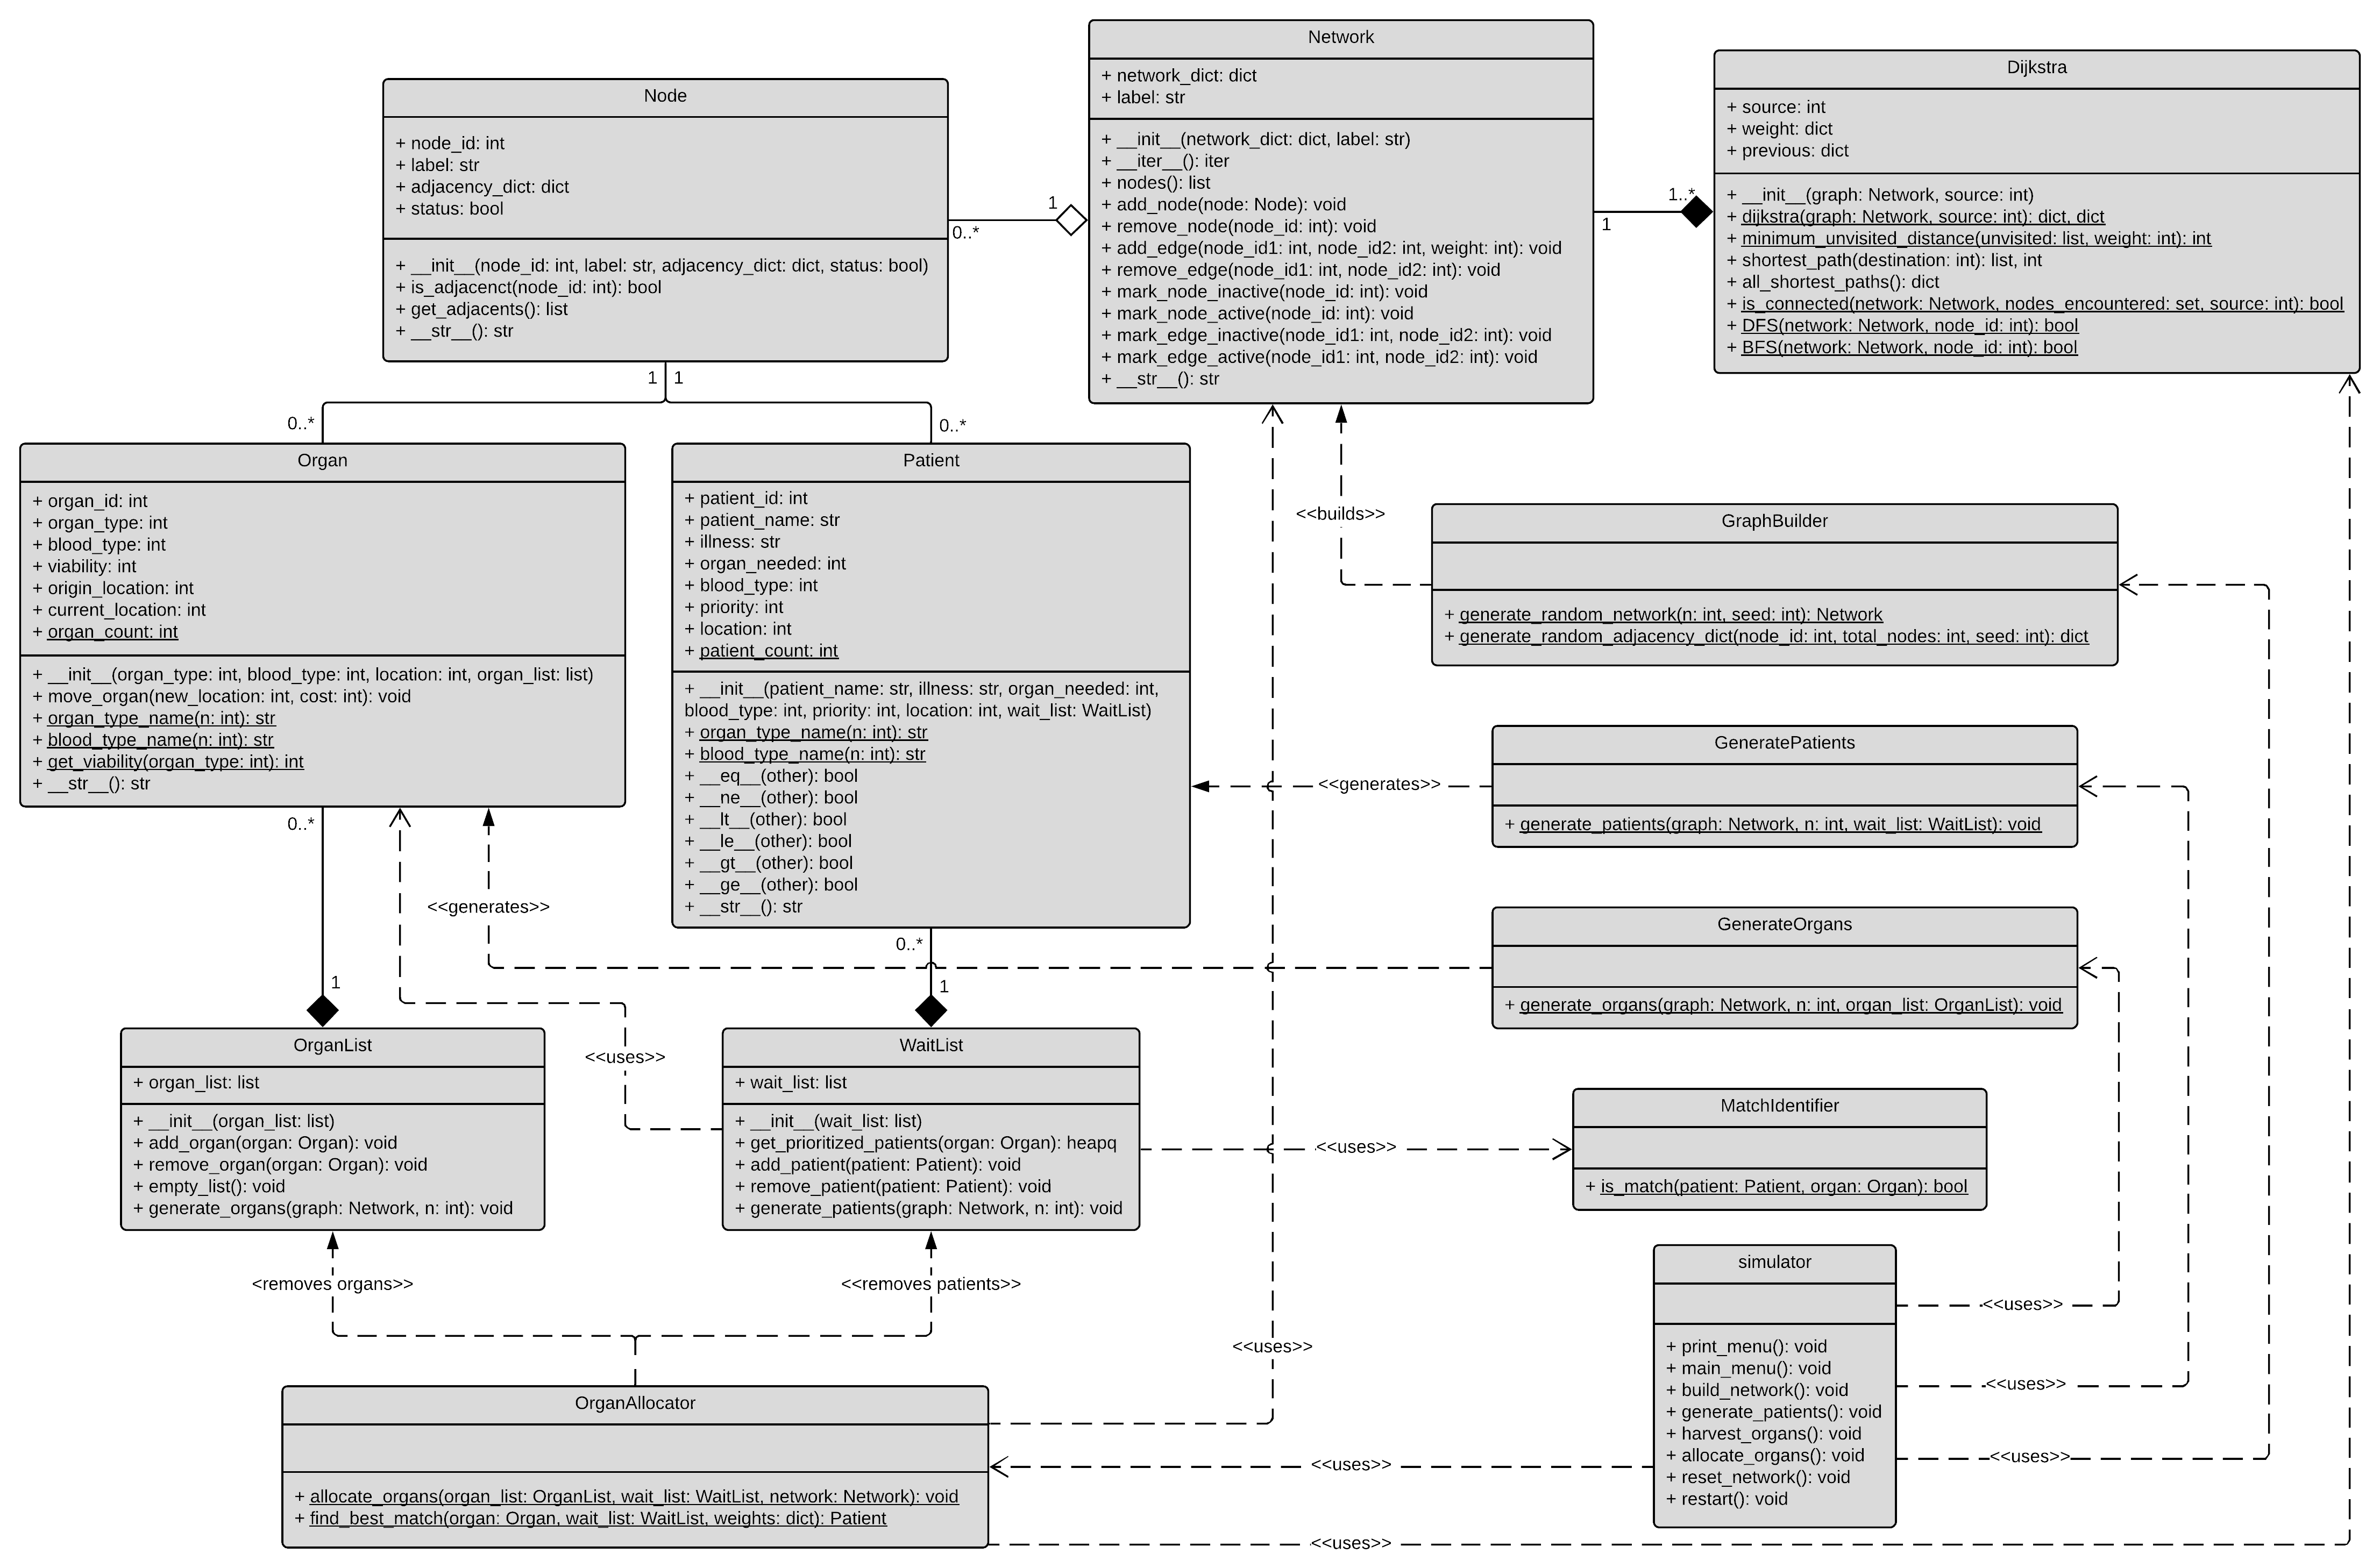 Network
+ network_dict: dict
+ label: str
+ __init__(network_dict: dict, label: str)
+ __iter__(): iter
+ nodes(): list
+ add_node(node: Node): void
+ remove_node(node_id: int): void
+ add_edge(node_id1: int, node_id2: int, weight: int): void
+ remove_edge(node_id1: int, node_id2: int): void
+ mark_node_inactive(node_id: int): void
+ mark_node_active(node_id: int): void
+ mark_edge_inactive(node_id1: int, node_id2: int): void
+ mark_edge_active(node_id1: int, node_id2: int): void
+ __str__(): str
Dijkstra
+ source: int
+ weight: dict
+ previous: dict
+ __init__(graph: Network, source: int)
+ dijkstra(graph: Network, source: int): dict, dict
+ minimum_unvisited_distance(unvisited: list, weight: int): int
+ shortest_path(destination: int): list, int
+ all_shortest_paths(): dict
+ is_connected(network: Network, nodes_encountered: set, source: int): bool
+ DFS(network: Network, node_id: int): bool
+ BFS(network: Network, node_id: int): bool
Node
+ node_id: int
+ label: str
+ adjacency_dict: dict
+ status: bool
+ __init__(node_id: int, label: str, adjacency_dict: dict, status: bool)
+ is_adjacenct(node_id: int): bool
+ get_adjacents(): list
+ __str__(): str
1
0..*
1..*
1
1
1
0..*
0..*
Organ
+ organ_id: int
+ organ_type: int
+ blood_type: int
+ viability: int
+ origin_location: int
+ current_location: int
+ organ_count: int
+ __init__(organ_type: int, blood_type: int, location: int, organ_list: list)
+ move_organ(new_location: int, cost: int): void
+ organ_type_name(n: int): str
+ blood_type_name(n: int): str
+ get_viability(organ_type: int): int
+ __str__(): str
Patient
+ patient_id: int
+ patient_name: str
+ illness: str
+ organ_needed: int
+ blood_type: int
+ priority: int
+ location: int
+ patient_count: int
+ __init__(patient_name: str, illness: str, organ_needed: int,
blood_type: int, priority: int, location: int, wait_list: WaitList)
+ organ_type_name(n: int): str
+ blood_type_name(n: int): str
+ __eq__(other): bool
+ __ne__(other): bool
+ __lt__(other): bool
+ __le__(other): bool
+ __gt__(other): bool
+ __ge__(other): bool
+ __str__(): str
<<builds>>
GraphBuilder
+ generate_random_network(n: int, seed: int): Network
+ generate_random_adjacency_dict(node_id: int, total_nodes: int, seed: int): dict
GeneratePatients
+ generate_patients(graph: Network, n: int, wait_list: WaitList): void
<<generates>>
GenerateOrgans
+ generate_organs(graph: Network, n: int, organ_list: OrganList): void
<<generates>>
0..*
1
0..*
1
OrganList
+ organ_list: list
+ __init__(organ_list: list)
+ add_organ(organ: Organ): void
+ remove_organ(organ: Organ): void
+ empty_list(): void
+ generate_organs(graph: Network, n: int): void
<<uses>>
WaitList
+ wait_list: list
+ __init__(wait_list: list)
+ get_prioritized_patients(organ: Organ): heapq
+ add_patient(patient: Patient): void
+ remove_patient(patient: Patient): void
+ generate_patients(graph: Network, n: int): void
<<uses>>
MatchIdentifier
+ is_match(patient: Patient, organ: Organ): bool
<removes organs>>
<<removes patients>>
simulator
+ print_menu(): void
+ main_menu(): void
+ build_network(): void
+ generate_patients(): void
+ harvest_organs(): void
+ allocate_organs(): void
+ reset_network(): void
+ restart(): void
<<uses>>
<<uses>>
<<uses>>
<<uses>>
OrganAllocator
+ allocate_organs(organ_list: OrganList, wait_list: WaitList, network: Network): void
+ find_best_match(organ: Organ, wait_list: WaitList, weights: dict): Patient
<<uses>>
<<uses>>